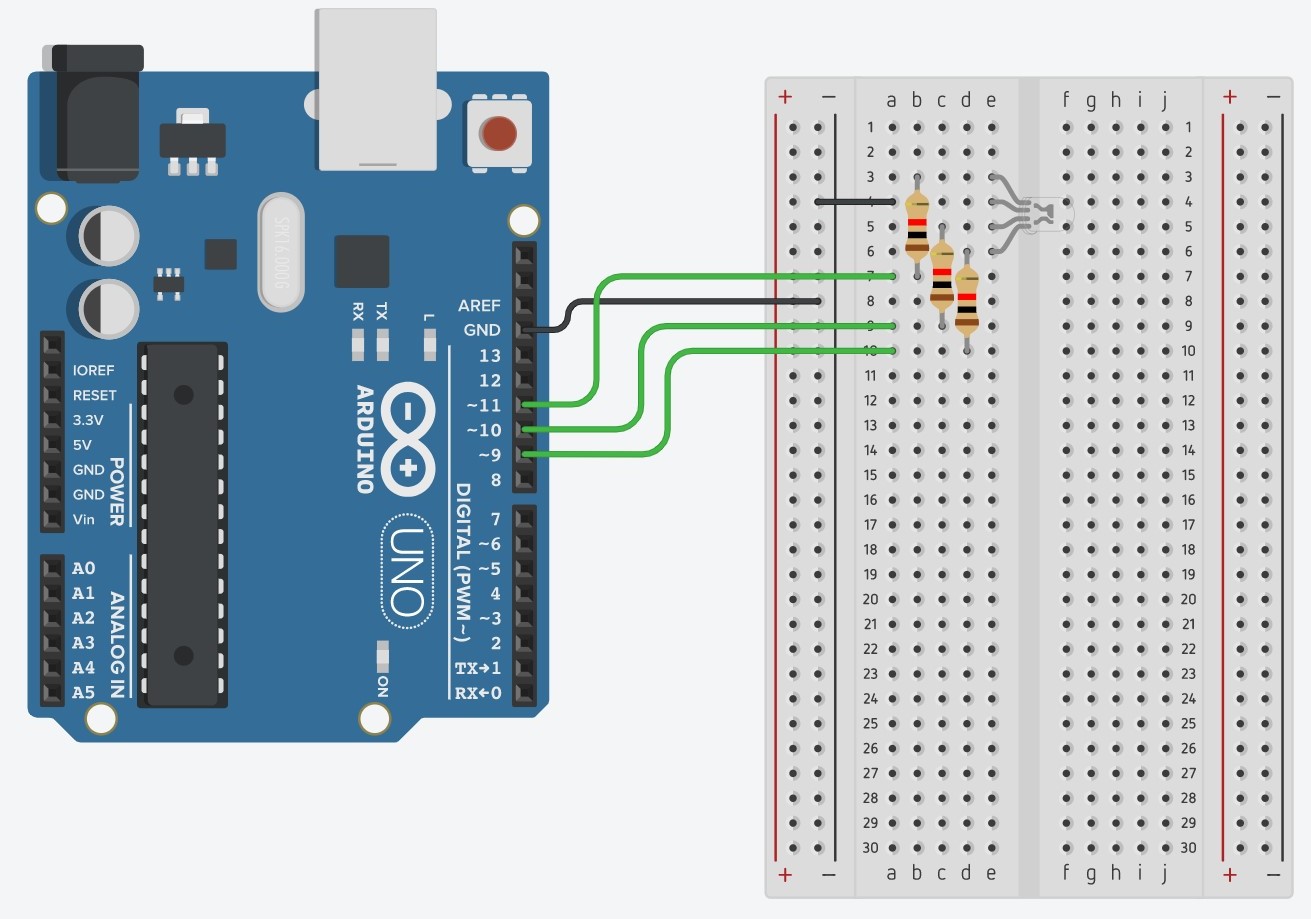 SPK16.000G
AREF
GND
13
12
~11
~10
~9
8
7
~6
~5
4
~3
2
TX→1
RX←0
RX
TX
L
ARDUINO
UNO
DIGITAL (PWM~)
ON
IOREF
RESET
3.3V
5V
GND
GND
Vin
POWER
A0
A1
A2
A3
A4
A5
ANALOG IN
+ − a b c d e f g h i j + −
1 1
2 2
3 3
4 4
5 5
6 6
7 7
8 8
9 9
10 10
11 11
12 12
13 13
14 14
15 15
16 16
17 17
18 18
19 19
20 20
21 21
22 22
23 23
24 24
25 25
26 26
27 27
28 28
29 29
30 30
+ − a b c d e f g h i j + −